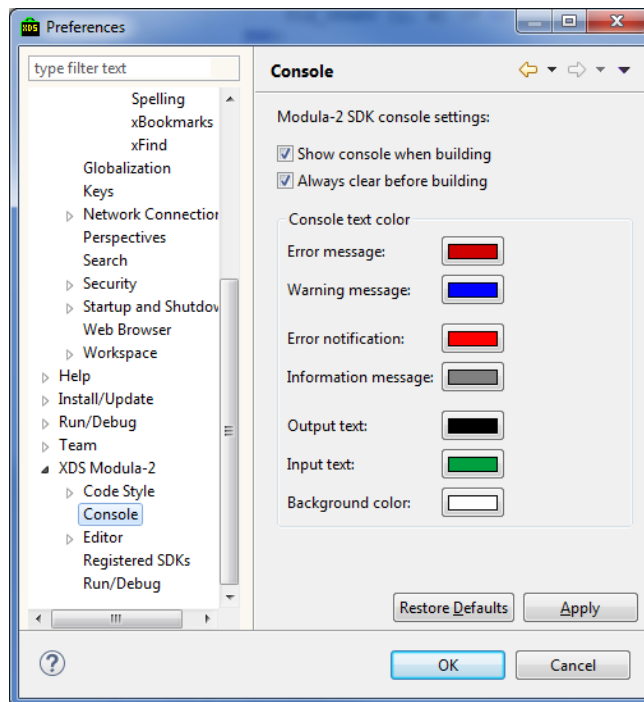 XDS Preferences
type filter text
Spelling
xBookmarks
xFind
Globalization
Keys
Network Connection
Perspectives
Search
Security
Startup and Shutdov
Web Browser
Workspace
Help
Install/Update
Run/Debug
Team
XDS Modula-2
Code Style
Console
Editor
Registered SDKs
Run/Debug
Console
Modula-2 SDK console settings:
Show console when building
Always clear before building
Console text color
Error message:
Warning message:
Error notification:
Information message:
Output text:
Input text:
Background color:
Restore Defaults
Apply
OK
Cancel